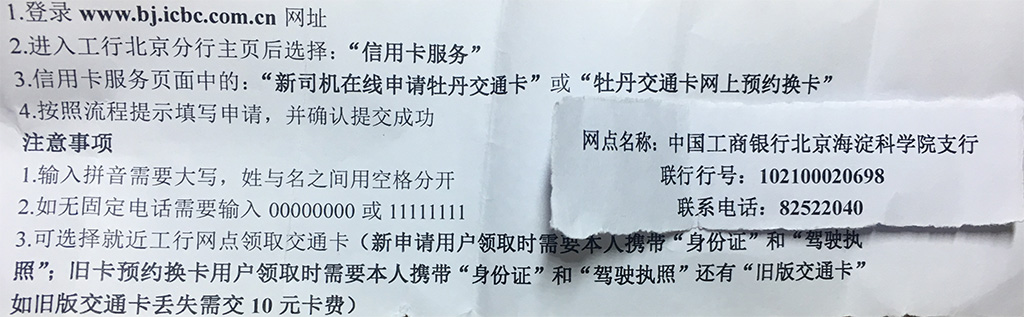 1.登录 www.bj.icbc.com.cn 网址
2.进入工行北京分行主页后选择：“信用卡服务”
3.信用卡服务页面中的：“新司机在线申请牡丹交通卡”或“牡丹交通卡网上预约换卡”
4.按照流程提示填写申请，并确认提交成功
注意事项
1.输入拼音需要大写，姓与名之间用空格分开
2.如无固定电话需要输入 00000000 或 11111111
3.可选择就近工行网点领取交通卡（新申请用户领取时需要本人携带“身份证”和“驾驶执
照”；旧卡预约换卡用户领取时需要本人携带“身份证”和“驾驶执照”还有“旧版交通卡”
如旧版交通卡丢失需交 10 元卡费）
网点名称：中国工商银行北京海淀科学院支行
联行行号：102100020698
联系电话：82522040